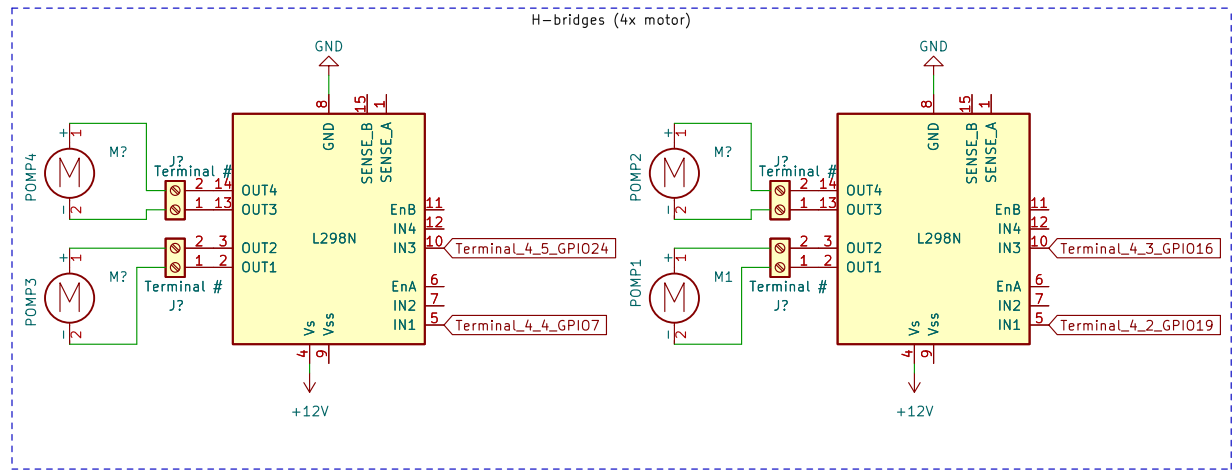 H-bridges (4x motor)
GND
8
15
1
GND
SENSE_B
SENSE_A
POMP4
+
1
M
M?
-
2
J?
Terminal #
2 14 OUT4
1 13 OUT3
L298N
EnB 11
IN4 12
IN3 10 Terminal_4_5_GPIO24
POMP3
+
1
M
M?
-
2
2 3 OUT2
1 2 OUT1
Terminal #
J?
EnA 6
IN2 7
IN1 5 Terminal_4_4_GPIO7
Vs
Vss
4
9
+12V
GND
8
15
1
GND
SENSE_B
SENSE_A
POMP2
+
1
M
M?
-
2
J?
Terminal #
2 14 OUT4
1 13 OUT3
L298N
EnB 11
IN4 12
IN3 10 Terminal_4_3_GPIO16
POMP1
+
1
M
M1
-
2
2 3 OUT2
1 2 OUT1
Terminal #
J?
EnA 6
IN2 7
IN1 5 Terminal_4_2_GPIO19
Vs
Vss
4
9
+12V